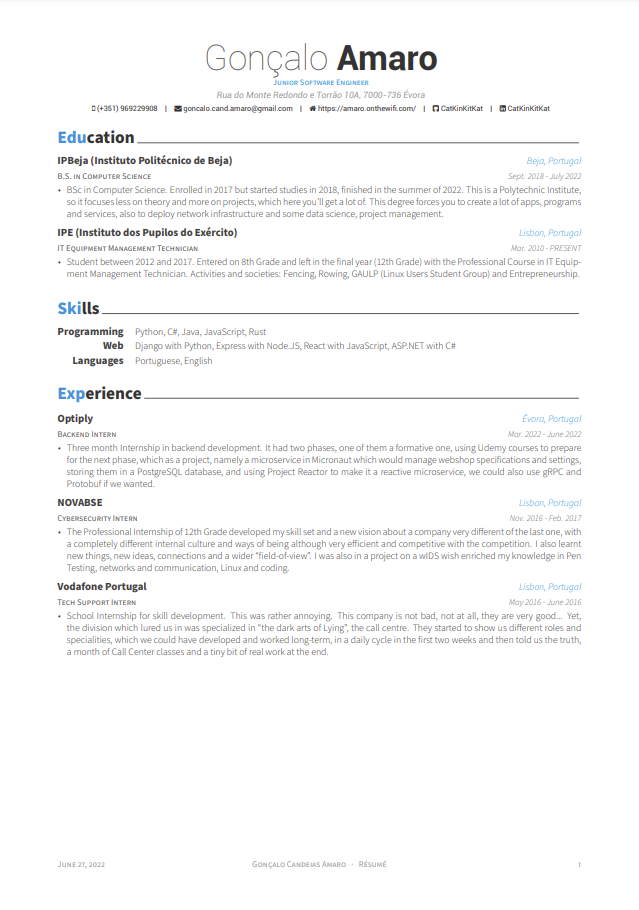 Gonçalo Amaro
Junior Software Engineer
Rua do Monte Redondo e Torrão 10A, 7000-736 Évora
(+351) 969229908 | goncalo.cand.amaro@gmail.com | https://amaro.onthewifi.com/ | CatKinKitKat | CatKinKitKat
Education
IPBeja (Instituto Politécnico de Beja) Beja, Portugal
B.S. in Computer Science Sept. 2018 - July 2022
• BSc in Computer Science. Enrolled in 2017 but started studies in 2018, finished in the summer of 2022. This is a Polytechnic Institute,
so it focuses less on theory and more on projects, which here you'll get a lot of. This degree forces you to create a lot of apps, programs
and services, also to deploy network infrastructure and some data science, project management.
IPE (Instituto dos Pupilos do Exército) Lisbon, Portugal
IT Equipment Management Technician Mar. 2010 - PRESENT
• Student between 2012 and 2017. Entered on 8th Grade and left in the final year (12th Grade) with the Professional Course in IT Equip-
ment Management Technician. Activities and societies: Fencing, Rowing, GAULP (Linux Users Student Group) and Entrepreneurship.
Skills
Programming Python, C#, Java, JavaScript, Rust
Web Django with Python, Express with Node.JS, React with JavaScript, ASP.NET with C#
Languages Portuguese, English
Experience
Optiply Évora, Portugal
Backend Intern Mar. 2022 - June 2022
• Three month Internship in backend development. It had two phases, one of them a formative one, using Udemy courses to prepare
for the next phase, which as a project, namely a microservice in Micronaut which would manage webshop specifications and settings,
storing them in a PostgreSQL database, and using Project Reactor to make it a reactive microservice, we could also use gRPC and
Protobuf if we wanted.
NOVABSE Lisbon, Portugal
Cybersecurity Intern Nov. 2016 - Feb. 2017
• The Professional Internship of 12th Grade developed my skill set and a new vision about a company very different of the last one, with
a completely different internal culture and ways of being although very efficient and competitive with the competition. I also learnt
new things, new ideas, connections and a wider "field-of-view". I was also in a project on a wIDS wish enriched my knowledge in Pen
Testing, networks and communication, Linux and coding.
Vodafone Portugal Lisbon, Portugal
Tech Support Intern May 2016 - June 2016
• School Internship for skill development. This was rather annoying. This company is not bad, not at all, they are very good... Yet,
the division which lured us in was specialized in "the dark arts of Lying", the call centre. They started to show us different roles and
specialities, which we could have developed and worked long-term, in a daily cycle in the first two weeks and then told us the truth,
a month of Call Center classes and a tiny bit of real work at the end.
June 27, 2022 Gonçalo Candeias Amaro · Résumé 1